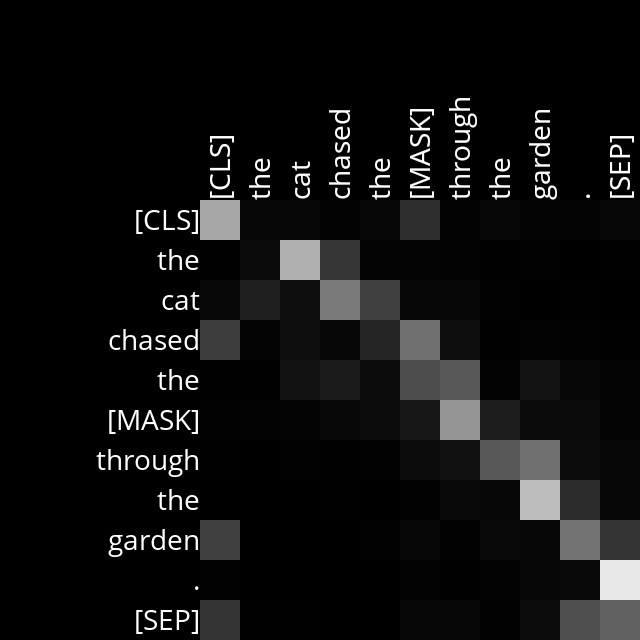 [CLS] the cat chased the [MASK] through the garden . [SEP]
[CLS]
the
cat
chased
the
[MASK]
through
the
garden
.
[SEP]